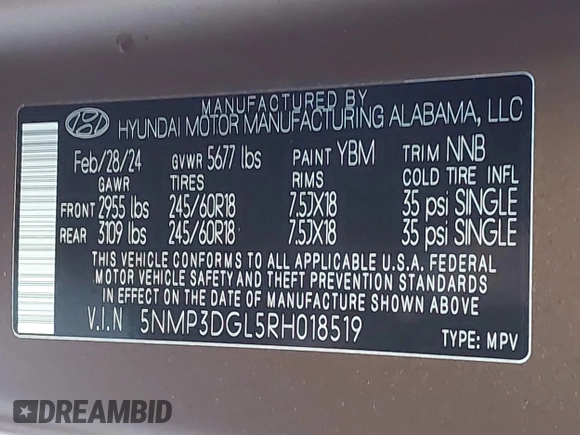 MANUFACTURED BY
HYUNDAI MOTOR MANUFACTURING ALABAMA, LLC
Feb/28/24 GVWR 5677 lbs PAINT YBM TRIM NNB
GAWR TIRES RIMS COLD TIRE INFL
FRONT 2955 lbs 245/60R18 7.5JX18 35 psi SINGLE
REAR 3109 lbs 245/60R18 7.5JX18 35 psi SINGLE
THIS VEHICLE CONFORMS TO ALL APPLICABLE U.S.A. FEDERAL
MOTOR VEHICLE SAFETY AND THEFT PREVENTION STANDARDS
IN EFFECT ON THE DATE OF MANUFACTURE SHOWN ABOVE.
V.I.N 5NMP3DGL5RH018519 TYPE: MPV
DREAMBID